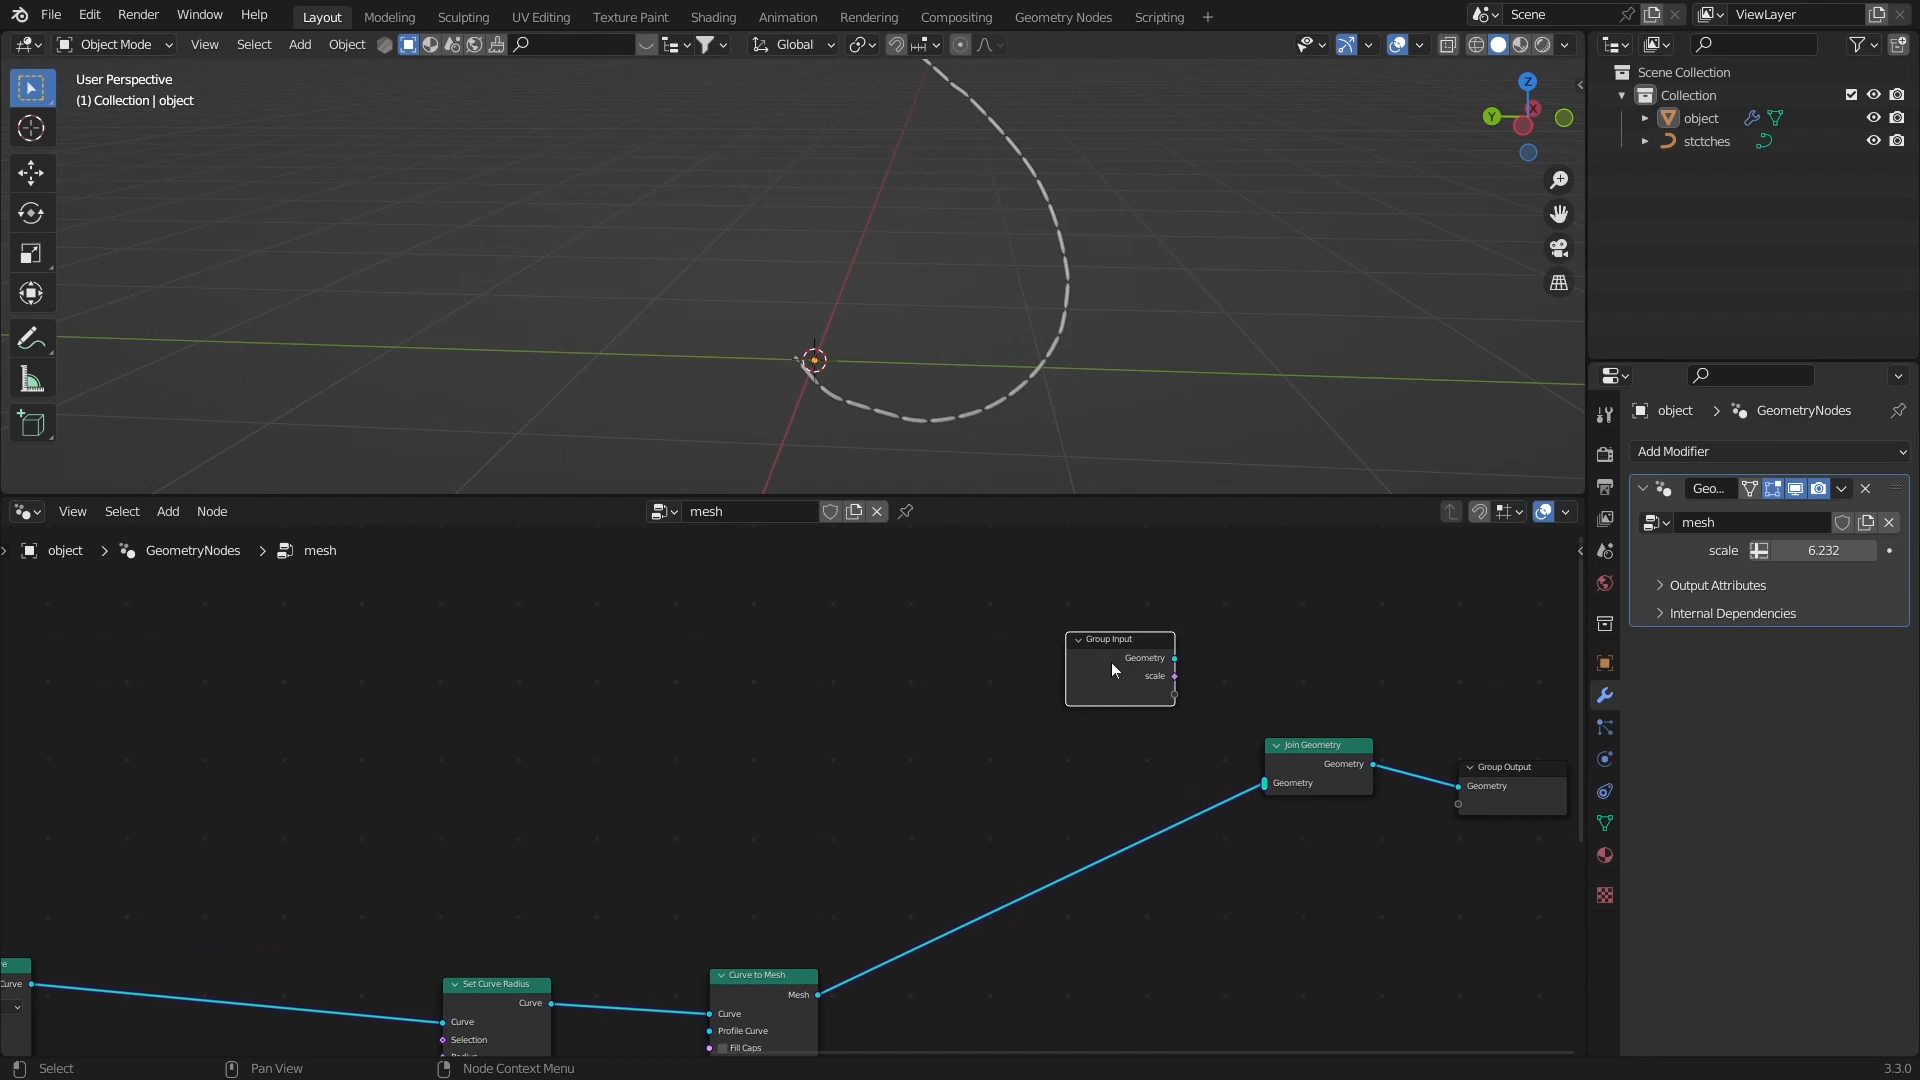 File Edit Render Window Help Layout Modeling Sculpting UV Editing Texture Paint Shading Animation Rendering Compositing Geometry Nodes Scripting + Scene ViewLayer
Object Mode View Select Add Object Global
User Perspective
(1) Collection | object
Z
X
Y
Scene Collection
Collection
object
stctches
object > GeometryNodes
Add Modifier
Geo...
mesh
scale 6.232
Output Attributes
Internal Dependencies
View Select Add Node mesh
object > GeometryNodes > mesh
Group Input
Geometry
scale
Join Geometry
Geometry
Geometry
Group Output
Geometry
Curve
Set Curve Radius
Curve
Curve
Selection
Curve to Mesh
Mesh
Curve
Profile Curve
Fill Caps
Select Pan View Node Context Menu 3.3.0